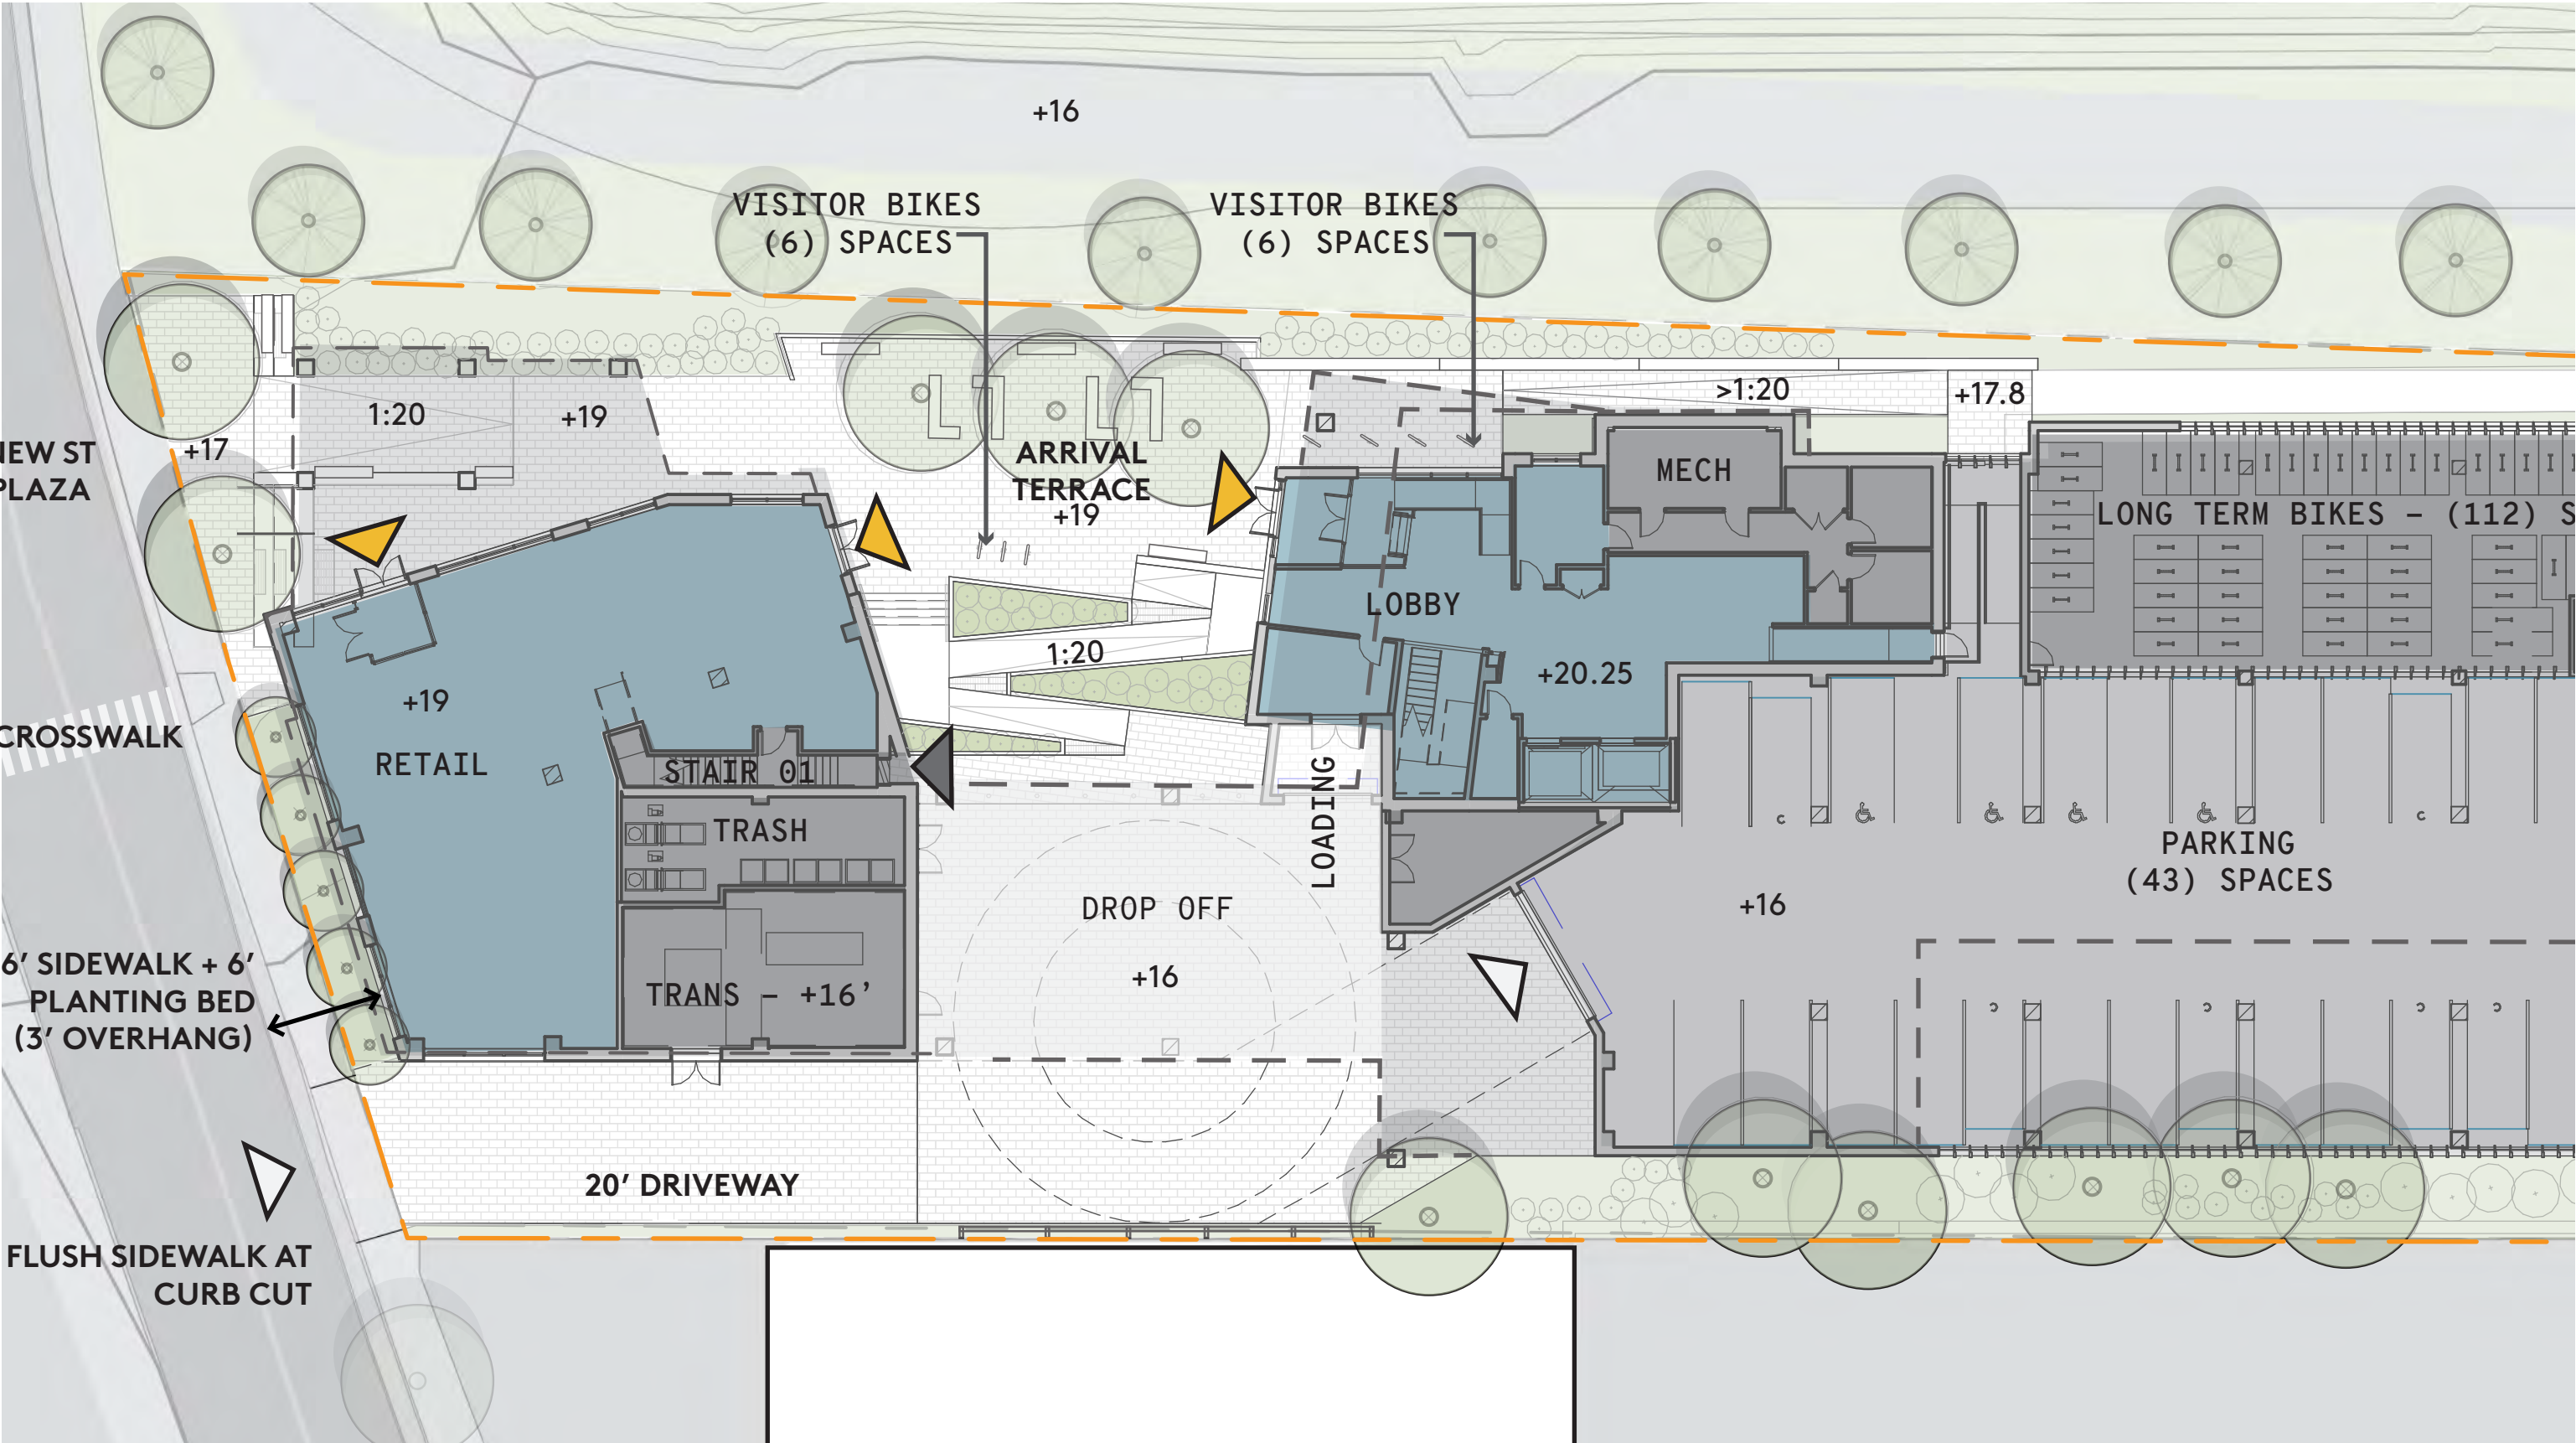 +16
VISITOR BIKES
(6) SPACES
VISITOR BIKES
(6) SPACES
1:20
+19
>1:20
+17.8
+17
NEW ST
PLAZA
ARRIVAL
TERRACE
+19
MECH
LONG TERM BIKES – (112) S
LOBBY
1:20
+20.25
+19
CROSSWALK
RETAIL
STAIR 01
TRASH
LOADING
C
C
PARKING
(43) SPACES
+16
DROP OFF
+16
6’ SIDEWALK + 6’
PLANTING BED
(3’ OVERHANG)
TRANS – +16’
C
C
C
C
20’ DRIVEWAY
FLUSH SIDEWALK AT
CURB CUT